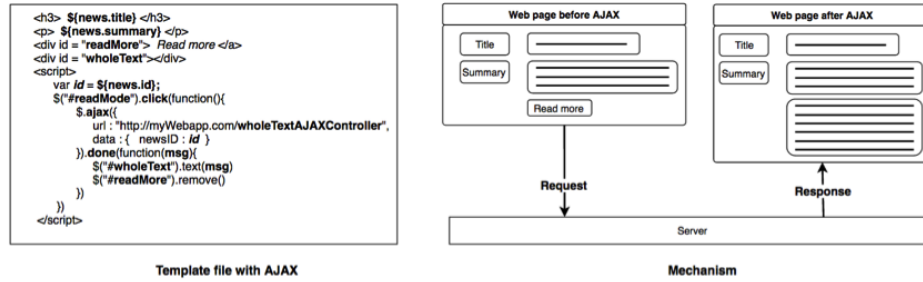 <h3> ${news.title} </h3>
<p> ${news.summary} </p>
<div id = "readMore"> Read more </a>
<div id = "wholeText"></div>
<script>
var id = ${news.id};
$("#readMode").click(function(){
$.ajax({
url : "http://myWebapp.com/wholeTextAJAXController",
data : { newsID : id }
}).done(function(msg){
$("#wholeText").text(msg)
$("#readMore").remove()
})
})
</script>
Template file with AJAX
Web page before AJAX
Title
Summary
Read more
Web page after AJAX
Title
Summary
Request
Response
Server
Mechanism